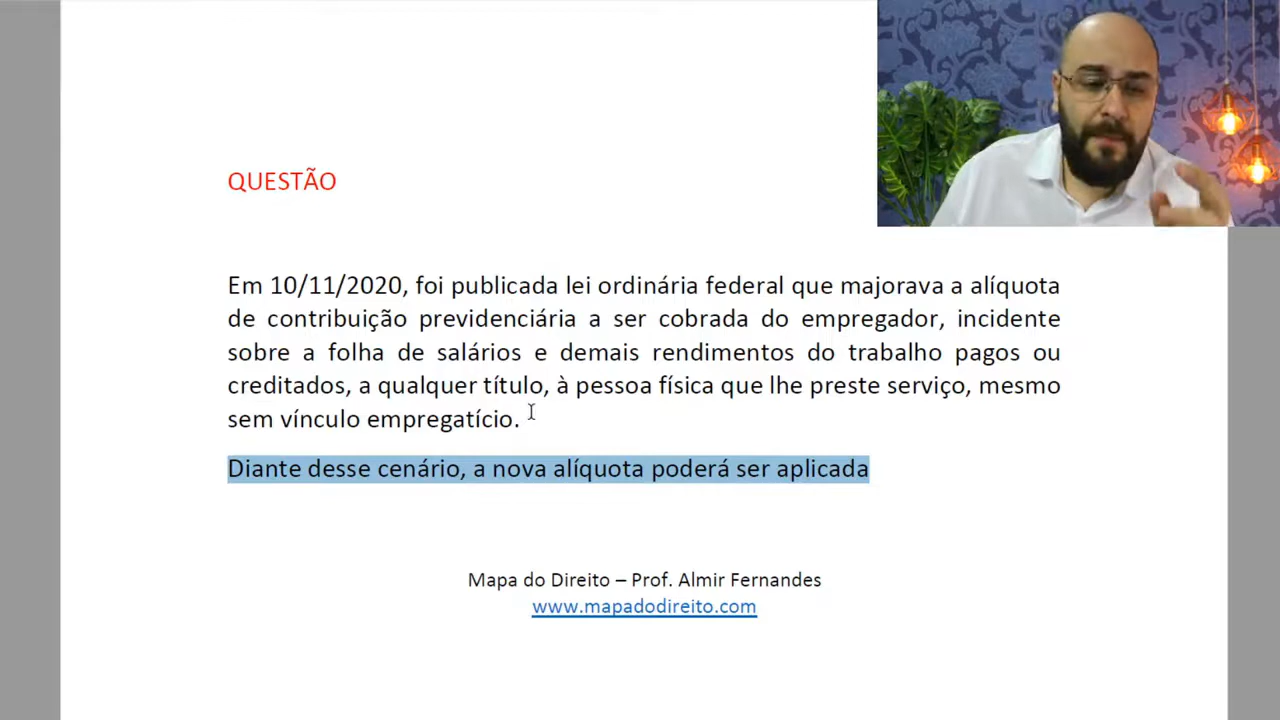 QUESTÃO
Em 10/11/2020, foi publicada lei ordinária federal que majorava a alíquota
de contribuição previdenciária a ser cobrada do empregador, incidente
sobre a folha de salários e demais rendimentos do trabalho pagos ou
creditados, a qualquer título, à pessoa física que lhe preste serviço, mesmo
sem vínculo empregatício.
Diante desse cenário, a nova alíquota poderá ser aplicada
Mapa do Direito – Prof. Almir Fernandes
www.mapadodireito.com